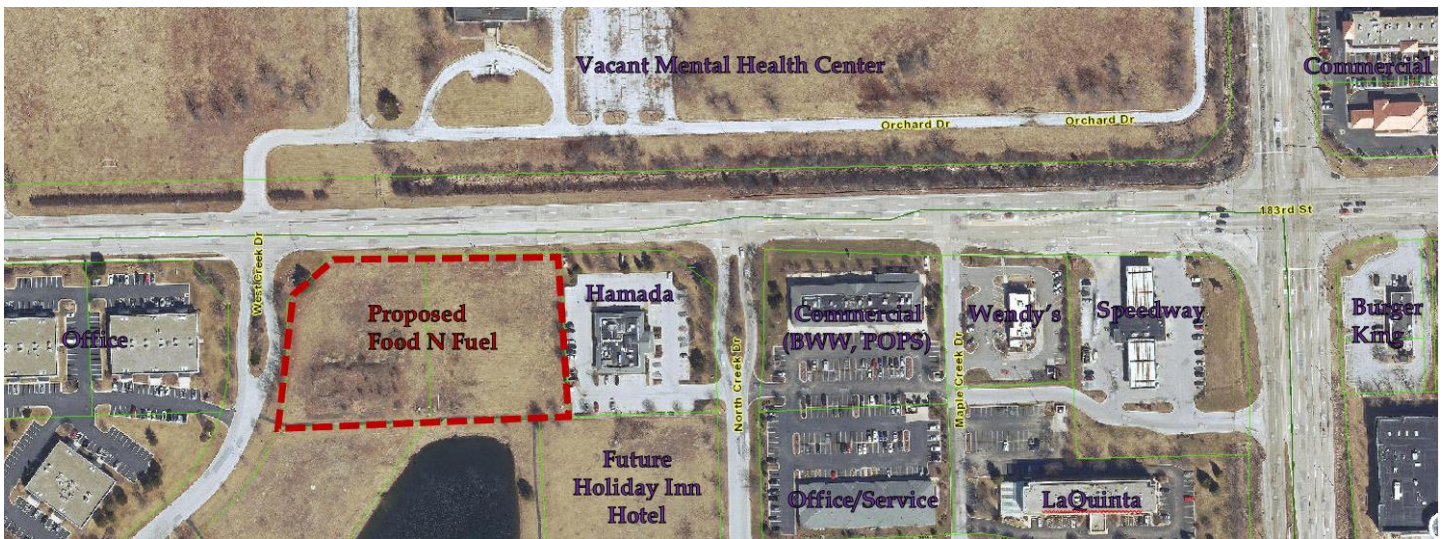 Vacant Mental Health Center
Commercial
Orchard Dr
Orchard Dr
183rd St
West Creek Dr
Proposed
Food N Fuel
Hamada
Office
North Creek Dr
Commercial
(BWW, POPS)
Maple Creek Dr
Wendy's
Speedway
Burger
King
Future
Holiday Inn
Hotel
Office/Service
LaQuinta